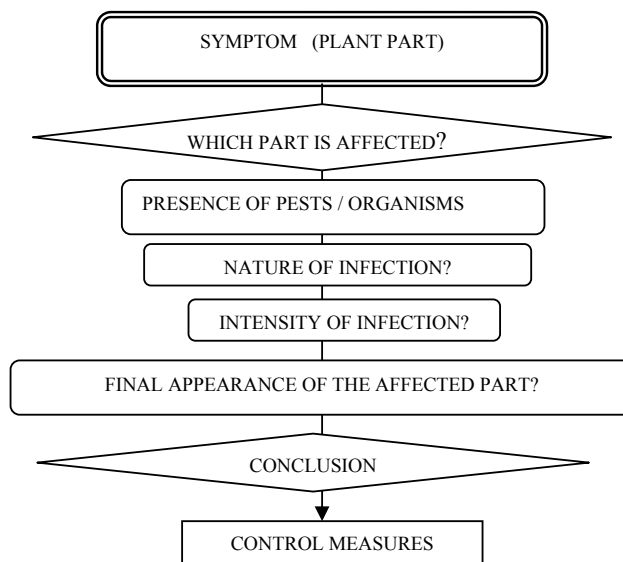 SYMPTOM (PLANT PART)
WHICH PART IS AFFECTED?
PRESENCE OF PESTS / ORGANISMS
NATURE OF INFECTION?
INTENSITY OF INFECTION?
FINAL APPEARANCE OF THE AFFECTED PART?
CONCLUSION
CONTROL MEASURES